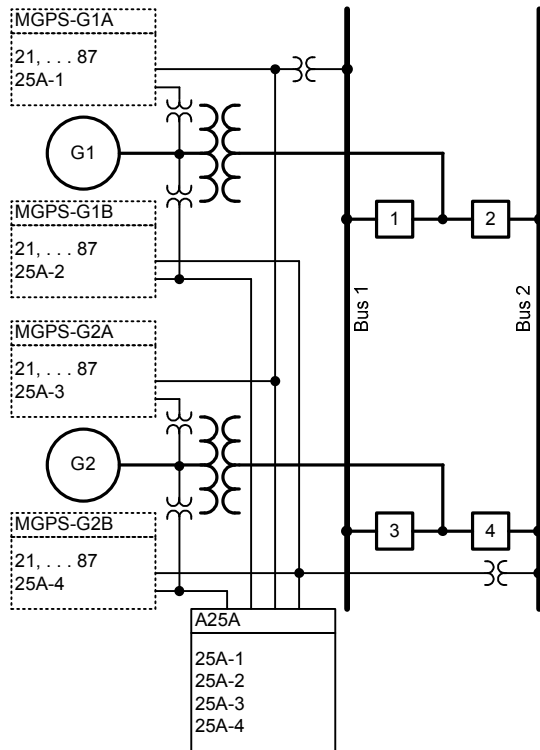 MGPS-G1A
21, . . . 87
25A-1
G1
MGPS-G1B
21, . . . 87
25A-2
1
2
Bus 1
Bus 2
MGPS-G2A
21, . . . 87
25A-3
G2
MGPS-G2B
21, . . . 87
25A-4
3
4
A25A
25A-1
25A-2
25A-3
25A-4